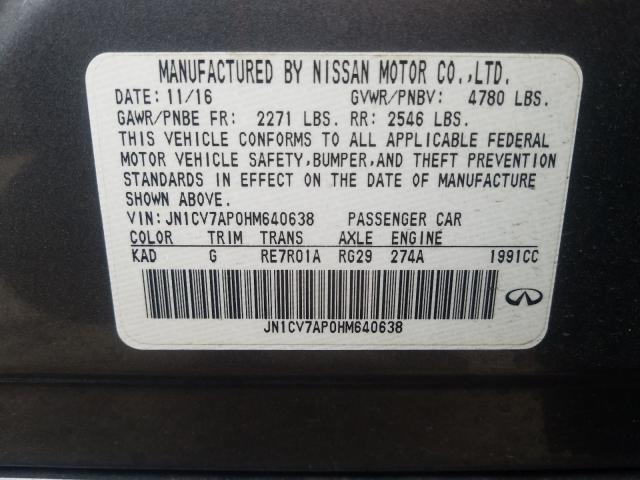 MANUFACTURED BY NISSAN MOTOR CO.,LTD.
DATE: 11/16 GVWR/PNBV: 4780 LBS.
GAWR/PNBE FR: 2271 LBS. RR: 2546 LBS.
THIS VEHICLE CONFORMS TO ALL APPLICABLE FEDERAL
MOTOR VEHICLE SAFETY,BUMPER,AND THEFT PREVENTION
STANDARDS IN EFFECT ON THE DATE OF MANUFACTURE
SHOWN ABOVE.
VIN:JN1CV7AP0HM640638 PASSENGER CAR
COLOR TRIM TRANS AXLE ENGINE
KAD G RE7R01A RG29 274A 1991CC
JN1CV7AP0HM640638